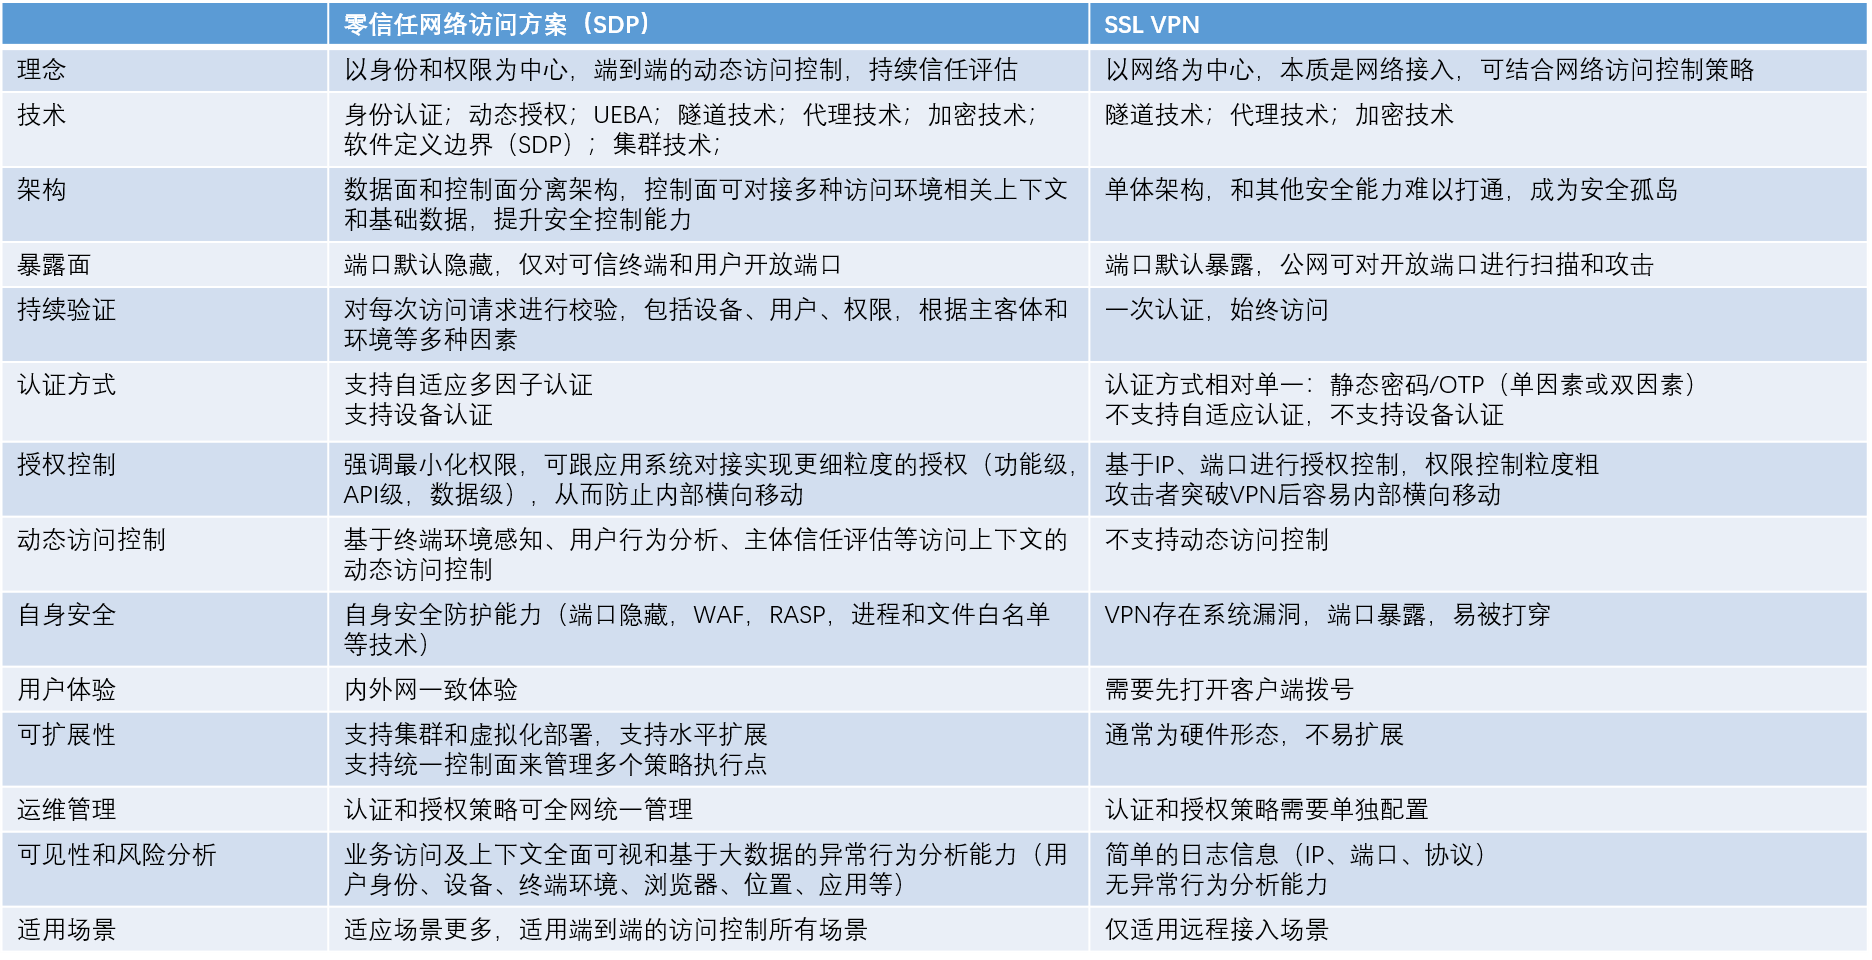 零信任网络访问方案（SDP）
SSL VPN
理念
以身份和权限为中心，端到端的动态访问控制，持续信任评估
以网络为中心，本质是网络接入，可结合网络访问控制策略
技术
身份认证；动态授权；UEBA；隧道技术；代理技术；加密技术；
软件定义边界（SDP）；集群技术；
隧道技术；代理技术；加密技术
架构
数据面和控制面分离架构，控制面可对接多种访问环境相关上下文
和基础数据，提升安全控制能力
单体架构，和其他安全能力难以打通，成为安全孤岛
暴露面
端口默认隐藏，仅对可信终端和用户开放端口
端口默认暴露，公网可对开放端口进行扫描和攻击
持续验证
对每次访问请求进行校验，包括设备、用户、权限，根据主客体和
环境等多种因素
一次认证，始终访问
认证方式
支持自适应多因子认证
支持设备认证
认证方式相对单一：静态密码/OTP（单因素或双因素）
不支持自适应认证，不支持设备认证
授权控制
强调最小化权限，可跟应用系统对接实现更细粒度的授权（功能级，
API级，数据级），从而防止内部横向移动
基于IP、端口进行授权控制，权限控制粒度粗
攻击者突破VPN后容易内部横向移动
动态访问控制
基于终端环境感知、用户行为分析、主体信任评估等访问上下文的
动态访问控制
不支持动态访问控制
自身安全
自身安全防护能力（端口隐藏，WAF，RASP，进程和文件白名单
等技术）
VPN存在系统漏洞，端口暴露，易被打穿
用户体验
内外网一致体验
需要先打开客户端拨号
可扩展性
支持集群和虚拟化部署，支持水平扩展
支持统一控制面来管理多个策略执行点
通常为硬件形态，不易扩展
运维管理
认证和授权策略可全网统一管理
认证和授权策略需要单独配置
可见性和风险分析
业务访问及上下文全面可视和基于大数据的异常行为分析能力（用
户身份、设备、终端环境、浏览器、位置、应用等）
简单的日志信息（IP、端口、协议）
无异常行为分析能力
适用场景
适应场景更多，适用端到端的访问控制所有场景
仅适用远程接入场景